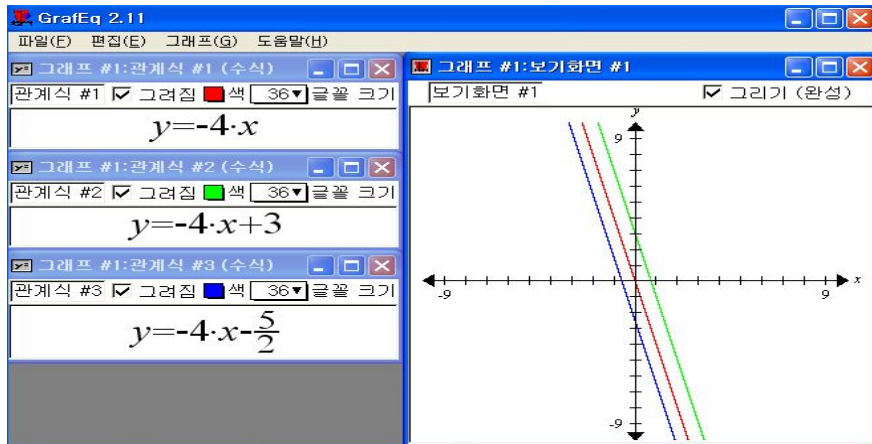 GrafEq 2.11
파일(F) 편집(E) 그래프(G) 도움말(H)
그래프 #1:관계식 #1 (수식)
관계식 #1 그려짐 색 36 글꼴 크기
y=-4·x
그래프 #1:관계식 #2 (수식)
관계식 #2 그려짐 색 36 글꼴 크기
y=-4·x+3
그래프 #1:관계식 #3 (수식)
관계식 #3 그려짐 색 36 글꼴 크기
y=-4·x-5/2
그래프 #1:보기화면 #1
보기화면 #1 그리기 (완성)
y
9
-9 9 x
-9